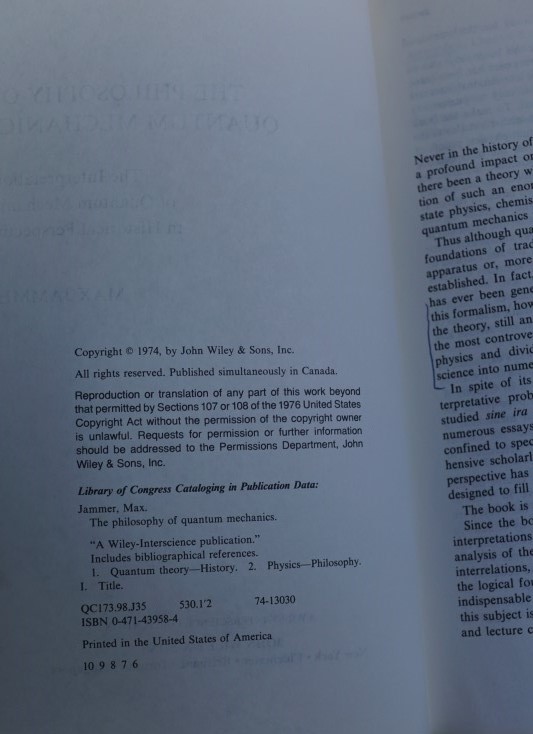 Copyright © 1974, by John Wiley & Sons, Inc.
All rights reserved. Published simultaneously in Canada.
Reproduction or translation of any part of this work beyond
that permitted by Sections 107 or 108 of the 1976 United States
Copyright Act without the permission of the copyright owner
is unlawful. Requests for permission or further information
should be addressed to the Permissions Department, John
Wiley & Sons, Inc.
Library of Congress Cataloging in Publication Data:
Jammer, Max.
The philosophy of quantum mechanics.
"A Wiley-Interscience publication."
Includes bibliographical references.
1. Quantum theory—History. 2. Physics—Philosophy.
I. Title.
QC173.98.J35 530.1'2 74-13030
ISBN 0-471-43958-4
Printed in the United States of America
10 9 8 7 6
Never in the history of
a profound impact on
there been a theory w
tion of such an enor
state physics, chemis
quantum mechanics
Thus although qua
foundations of trad
apparatus or, more
established. In fact,
has ever been gene
this formalism, how
the theory, still an
the most controve
physics and divid
science into nume
In spite of its
terpretative prob
studied sine ira
numerous essays
confined to spec
hensive scholarl
perspective has
designed to fill
The book is
Since the bo
interpretations
analysis of the
interrelations,
the logical fou
indispensable
this subject is
and lecture c